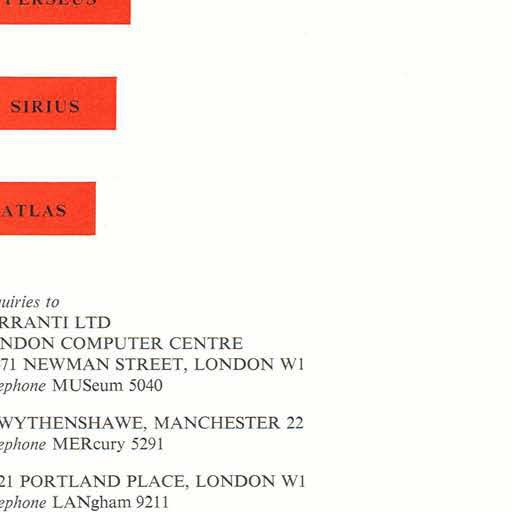 PERSEUS
SIRIUS
ATLAS
uiries to
RRANTI LTD
NDON COMPUTER CENTRE
71 NEWMAN STREET, LONDON W1
ephone MUSeum 5040
WYTHENSHAWE, MANCHESTER 22
ephone MERcury 5291
21 PORTLAND PLACE, LONDON W1
ephone LANgham 9211